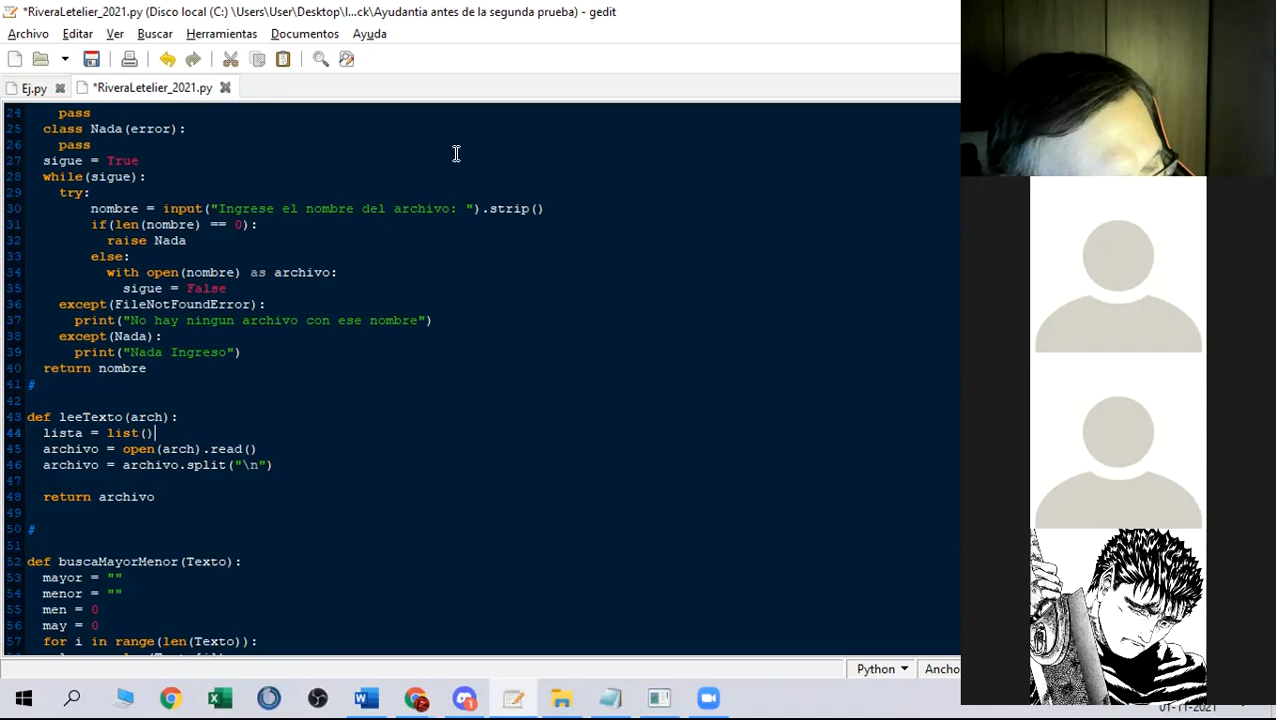 *RiveraLetelier_2021.py (Disco local (C:) \Users\User\Desktop\I...ck\Ayudantia antes de la segunda prueba) - gedit
Archivo Editar Ver Buscar Herramientas Documentos Ayuda
Ej.py *RiveraLetelier_2021.py
24 pass
25 class Nada(error):
26 pass
27 sigue = True
28 while(sigue):
29 try:
30 nombre = input("Ingrese el nombre del archivo: ").strip()
31 if(len(nombre) == 0):
32 raise Nada
33 else:
34 with open(nombre) as archivo:
35 sigue = False
36 except(FileNotFoundError):
37 print("No hay ningun archivo con ese nombre")
38 except(Nada):
39 print("Nada Ingreso")
40 return nombre
41 #
42
43 def leeTexto(arch):
44 lista = list()
45 archivo = open(arch).read()
46 archivo = archivo.split("\n")
47
48 return archivo
49
50 #
51
52 def buscaMayorMenor(Texto):
53 mayor = ""
54 menor = ""
55 men = 0
56 may = 0
57 for i in range(len(Texto)):
Python Ancho
01-11-2021